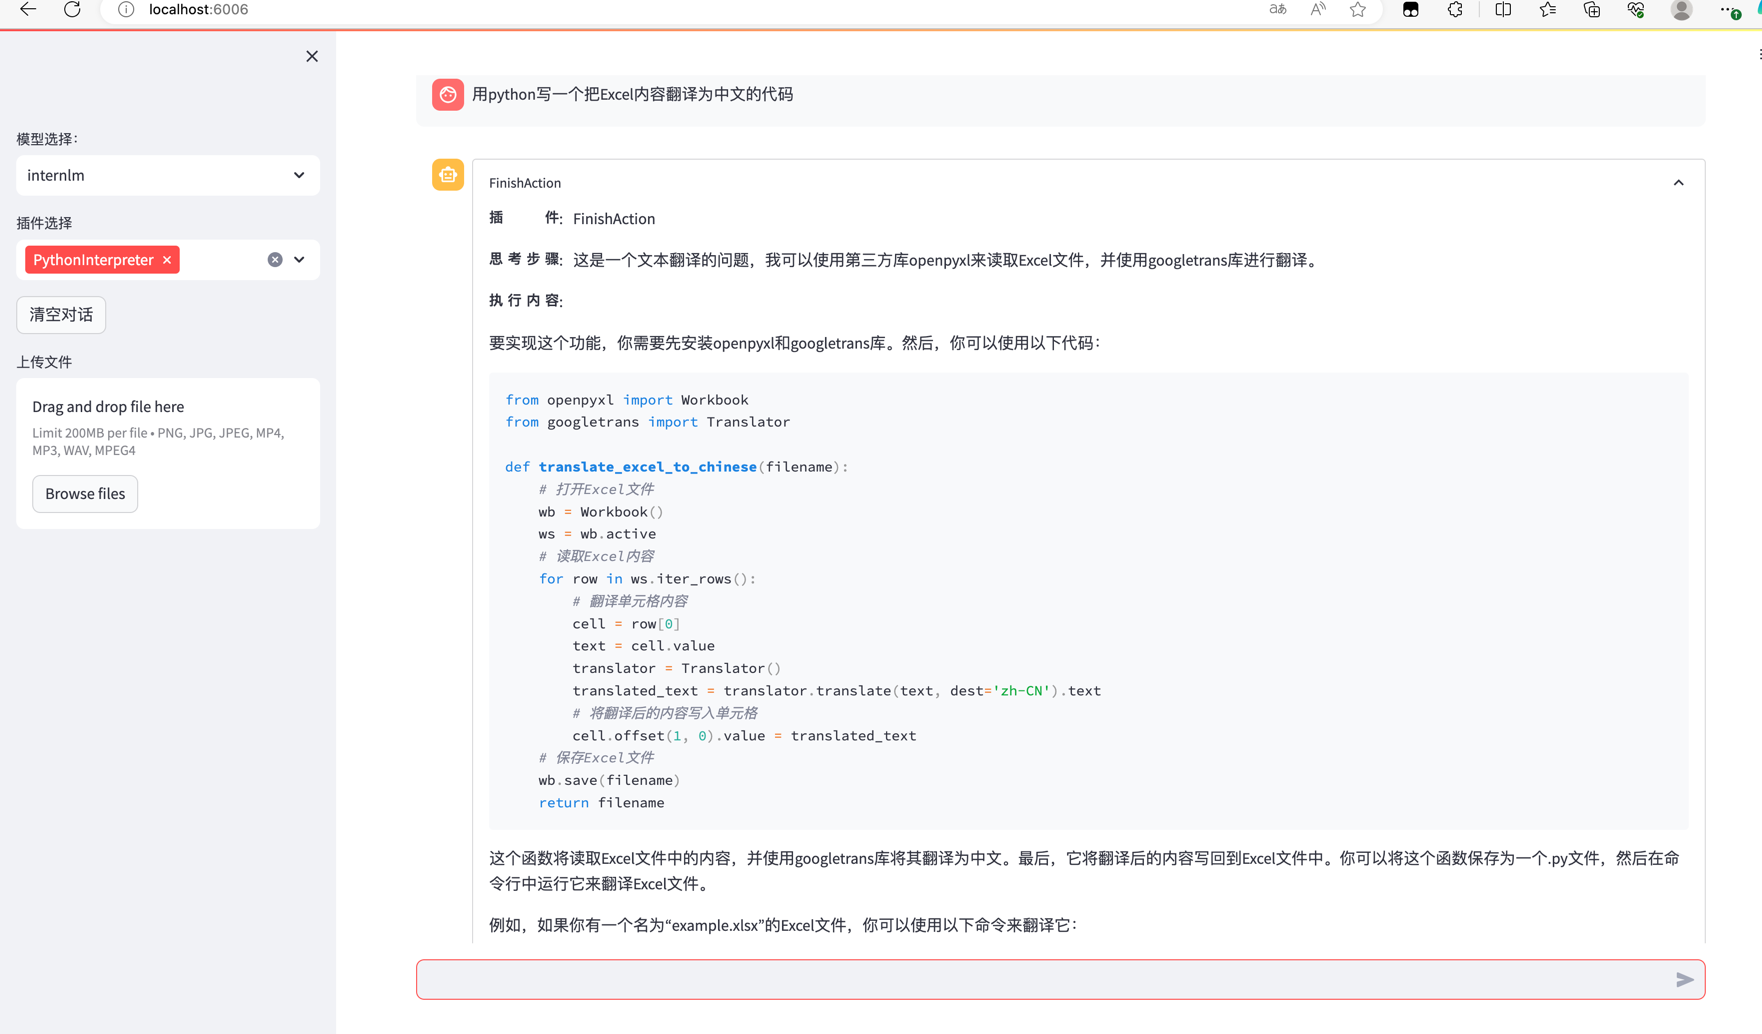 localhost:6006
aあ
模型选择：
internlm
插件选择
PythonInterpreter ×
清空对话
上传文件
Drag and drop file here
Limit 200MB per file • PNG, JPG, JPEG, MP4,
MP3, WAV, MPEG4
Browse files
用python写一个把Excel内容翻译为中文的代码
FinishAction
插 件: FinishAction
思 考 步 骤: 这是一个文本翻译的问题，我可以使用第三方库openpyxl来读取Excel文件，并使用googletrans库进行翻译。
执 行 内 容:
要实现这个功能，你需要先安装openpyxl和googletrans库。然后，你可以使用以下代码：
from openpyxl import Workbook
from googletrans import Translator
def translate_excel_to_chinese(filename):
# 打开Excel文件
wb = Workbook()
ws = wb.active
# 读取Excel内容
for row in ws.iter_rows():
# 翻译单元格内容
cell = row[0]
text = cell.value
translator = Translator()
translated_text = translator.translate(text, dest='zh-CN').text
# 将翻译后的内容写入单元格
cell.offset(1, 0).value = translated_text
# 保存Excel文件
wb.save(filename)
return filename
这个函数将读取Excel文件中的内容，并使用googletrans库将其翻译为中文。最后，它将翻译后的内容写回到Excel文件中。你可以将这个函数保存为一个.py文件，然后在命
令行中运行它来翻译Excel文件。
例如，如果你有一个名为“example.xlsx”的Excel文件，你可以使用以下命令来翻译它：